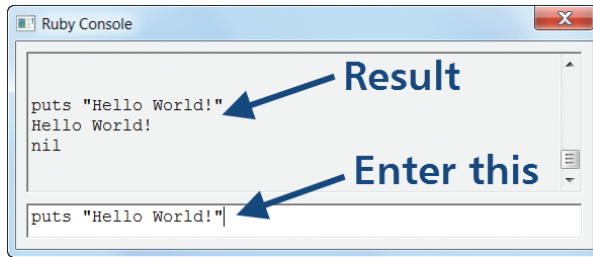 Ruby Console
Result
puts "Hello World!"
Hello World!
nil
Enter this
puts "Hello World!"